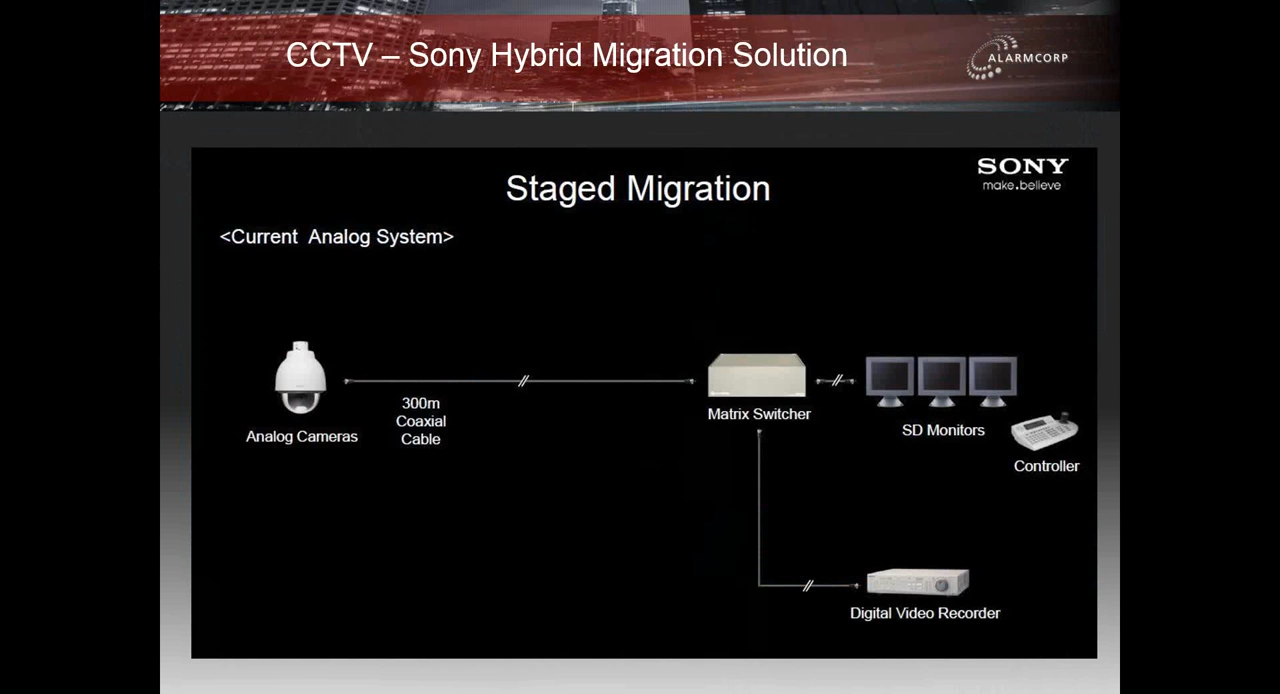 CCTV – Sony Hybrid Migration Solution
ALARMCORP
SONY
make.believe
Staged Migration
<Current Analog System>
300m
Coaxial
Cable
Analog Cameras
Matrix Switcher
SD Monitors
Controller
Digital Video Recorder